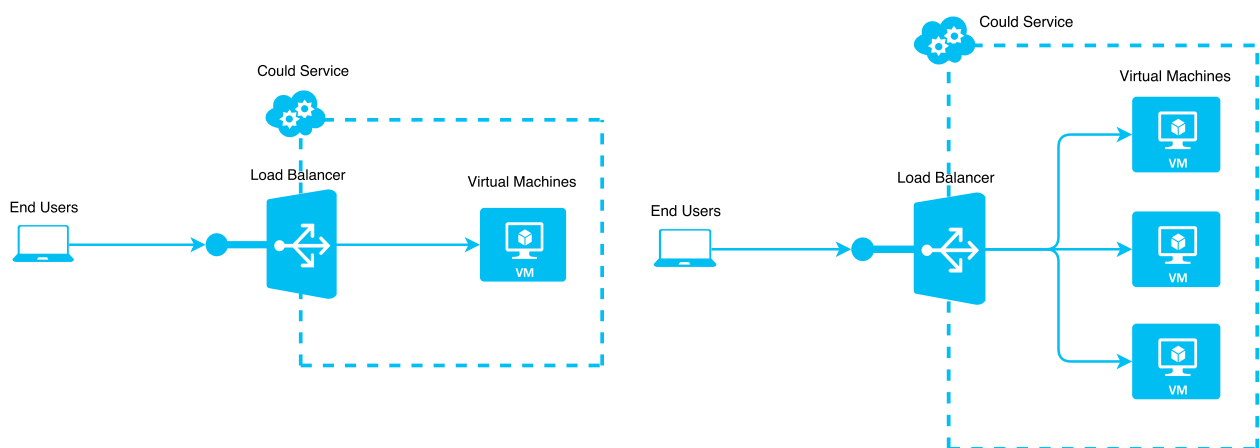 Could Service
Load Balancer
Virtual Machines
End Users
VM
Could Service
Virtual Machines
VM
Load Balancer
End Users
VM
VM